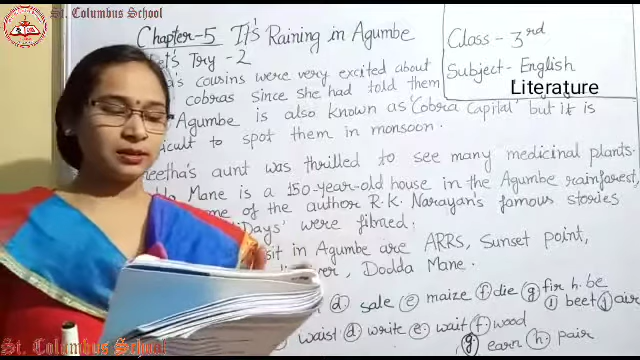 St. Columbus School
Chapter-5 It's Raining in Agumbe
Class - 3rd
Subject - English
Literature
Let's Try - 2
cousins were very excited about
cobras since she had told them
Agumbe is also known as 'Cobra Capital' but it is
to spot them in monsoon.
aunt was thrilled to see many medicinal plants.
Mane is a 150-year-old house in the Agumbe rainforest,
of the author R.K. Narayan's famous stories
Days' were filmed.
in Agumbe are ARRS, Sunset point,
, Dodda Mane.
(d) sale (e) maize (f) die (g) fir h. be
(i) beet (j) air
waist (d) write (e) wait (f) wood
(g) earn (h) pair
St. Columbus School